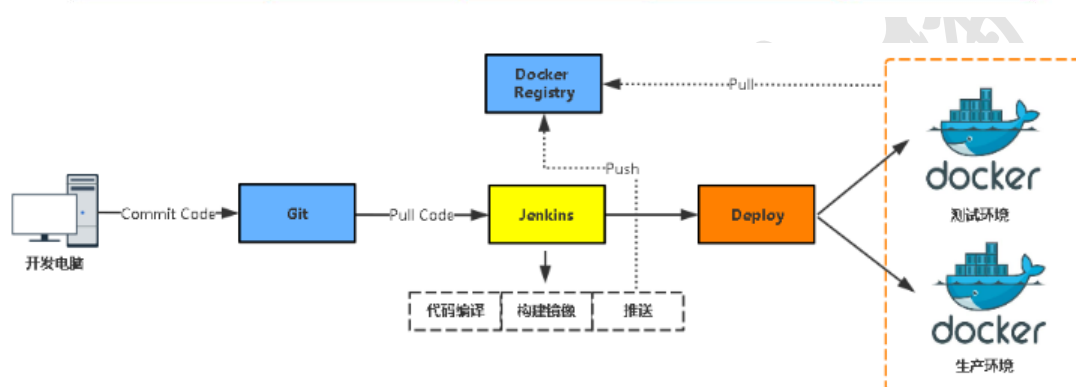 Docker
Registry
Pull
docker
测试环境
Push
Commit Code
Git
Pull Code
Jenkins
Deploy
开发电脑
代码编译
构建镜像
推送
docker
生产环境